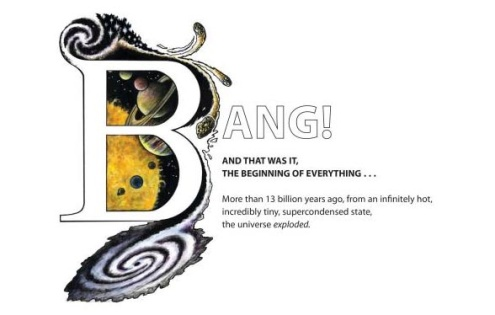 BANG!
AND THAT WAS IT,
THE BEGINNING OF EVERYTHING . . .
More than 13 billion years ago, from an infinitely hot,
incredibly tiny, supercondensed state,
the universe exploded.